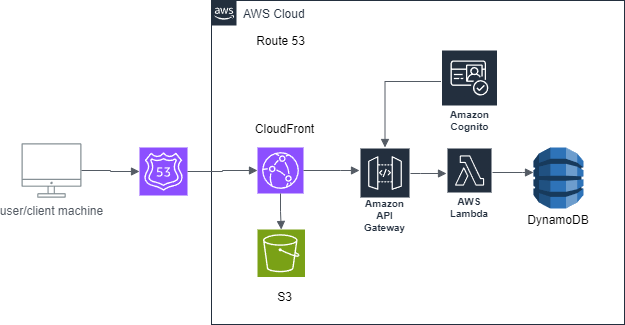 aws
AWS Cloud
Route 53
Amazon
Cognito
CloudFront
53
user/client machine
Amazon
API
Gateway
AWS
Lambda
DynamoDB
S3